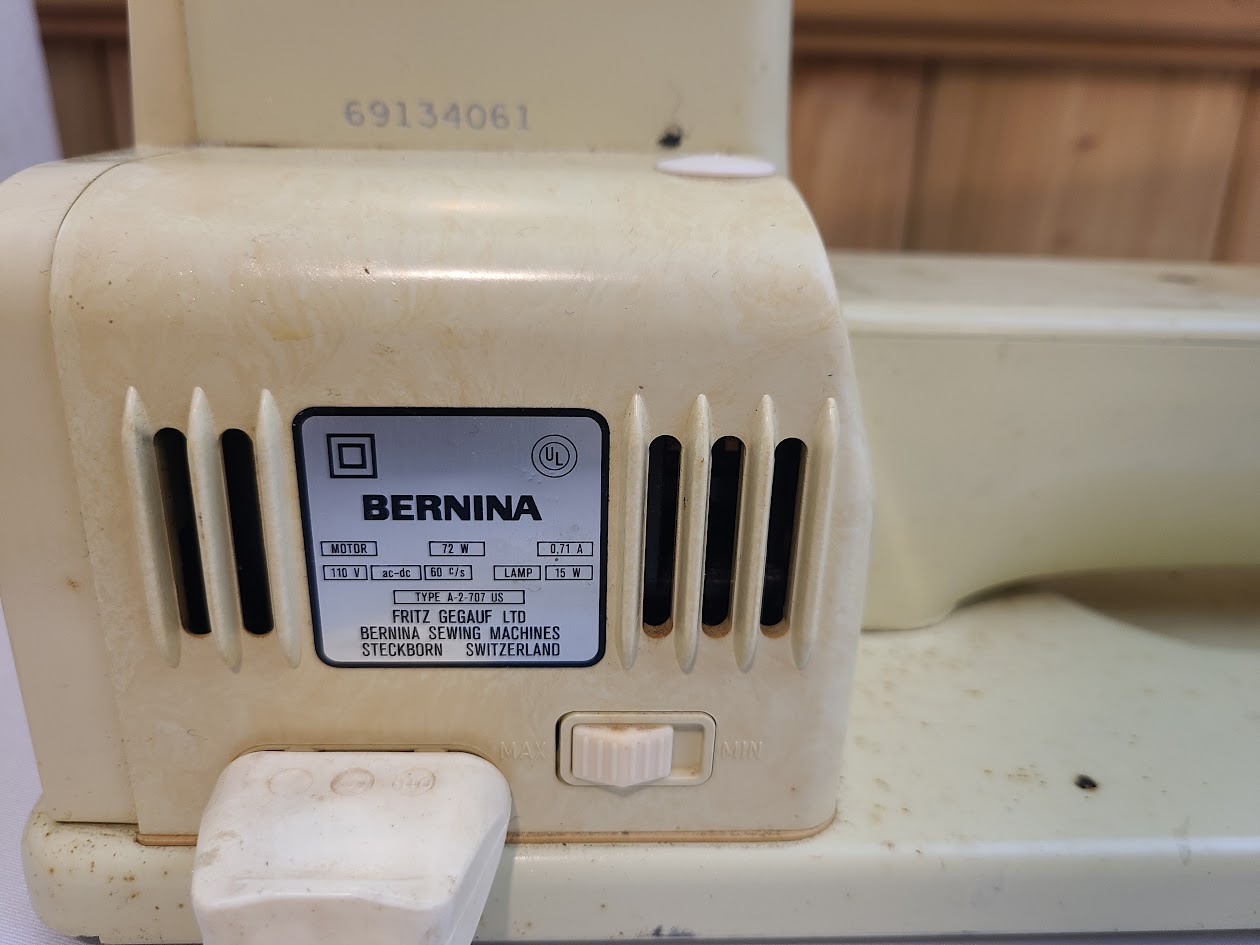 69134061
UL
BERNINA
MOTOR 72 W 0,71 A
110 V ac-dc 60 c/s LAMP 15 W
TYPE A-2-707 US
FRITZ GEGAUF LTD
BERNINA SEWING MACHINES
STECKBORN SWITZERLAND
MAX MIN